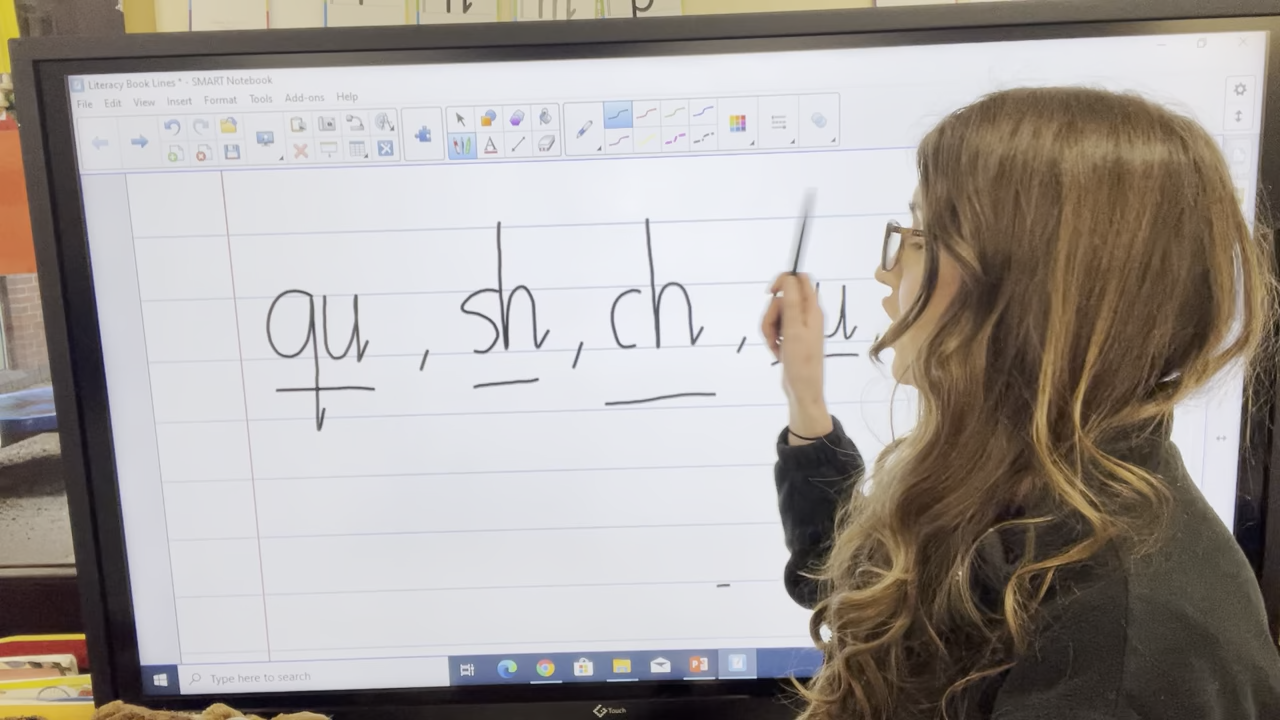 Literacy Book Lines * - SMART Notebook
File Edit View Insert Format Tools Add-ons Help
qu , sh , ch ,
Type here to search
Touch